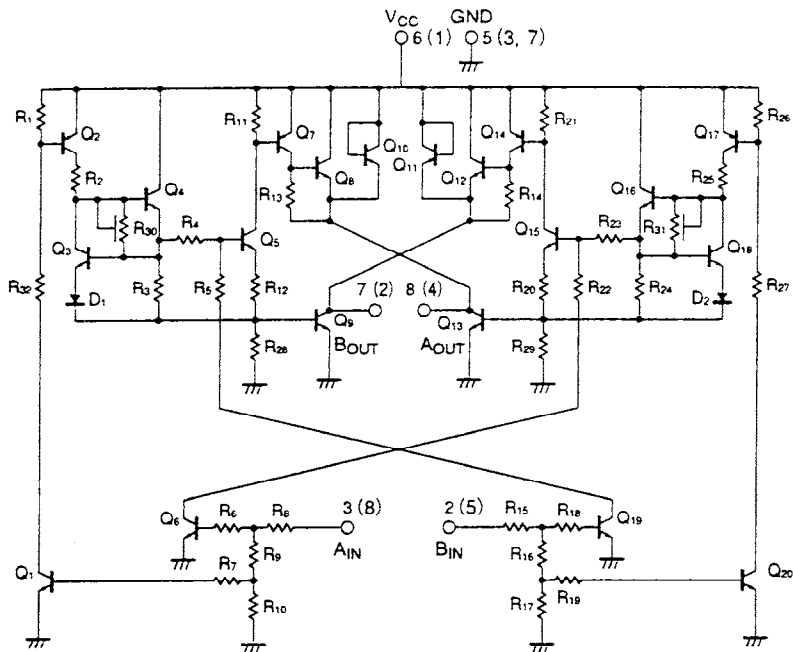 VCC GND
6 (1) 5 (3, 7)
R1 Q2 R11 Q7 Q10 Q14 R21 Q17 R26
Q4 Q8 Q11 Q12 Q16
R2 R13 R14 R25
R30 R4 R23 R31
Q3 Q5 Q15 Q18
R32 R3 R5 R12 R20 R22 R24 R27
D1 7 (2) 8 (4) D2
Q9 Q13
R28 BOUT AOUT R29
Q6 R6 R8 3 (8) 2 (5) R15 R18 Q19
AIN BIN
R9 R16
Q1 R7 R19 Q20
R10 R17